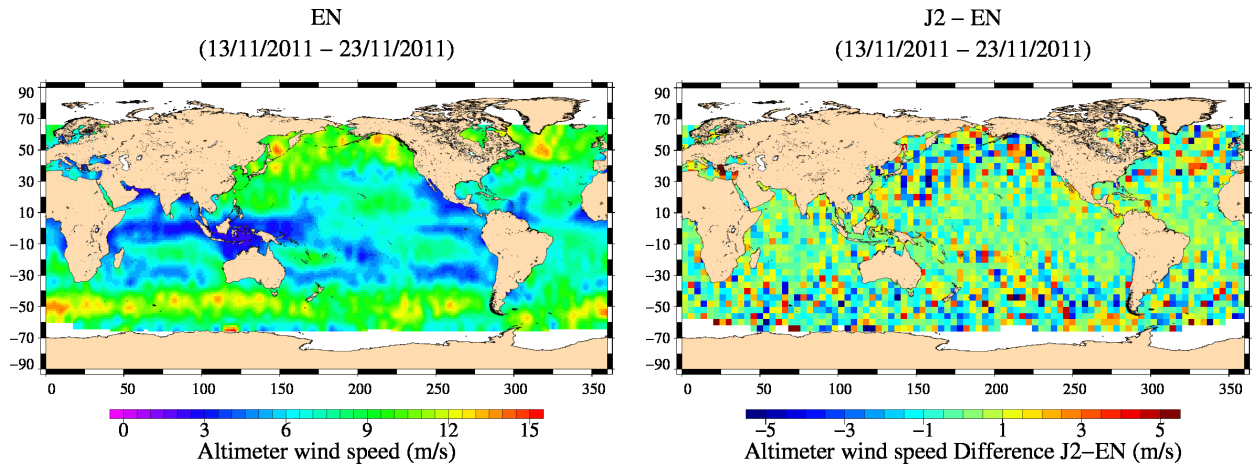 EN
(13/11/2011 – 23/11/2011)
90
70
50
30
10
−10
−30
−50
−70
−90
0 50 100 150 200 250 300 350
0 3 6 9 12 15
Altimeter wind speed (m/s)
J2 – EN
(13/11/2011 – 23/11/2011)
90
70
50
30
10
−10
−30
−50
−70
−90
50 100 150 200 250 300 350
−5 −3 −1 1 3 5
Altimeter wind speed Difference J2−EN (m/s)